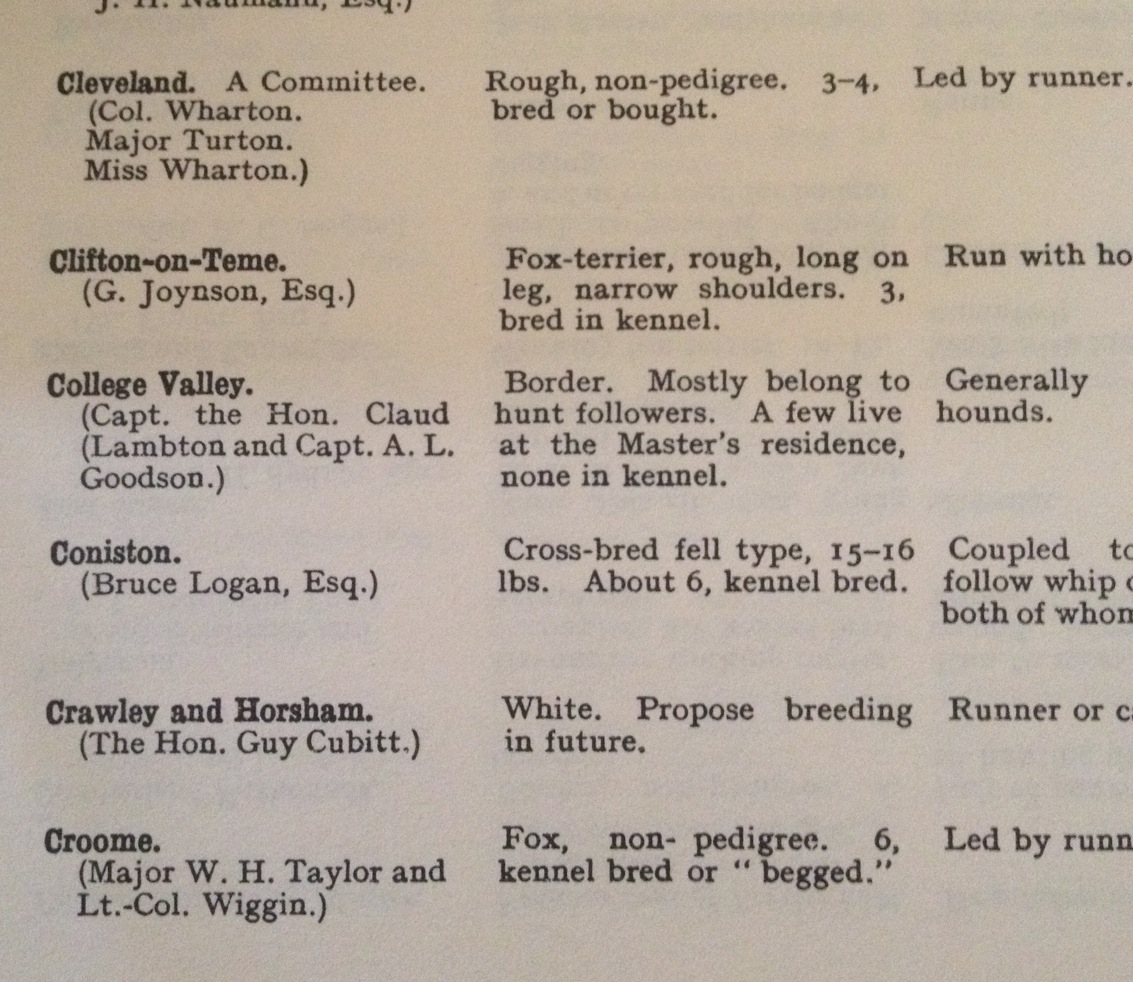 J. H. Naumann, Esq.)
Cleveland. A Committee. Rough, non-pedigree. 3–4, Led by runner.
(Col. Wharton. bred or bought.
Major Turton.
Miss Wharton.)
Clifton-on-Teme. Fox-terrier, rough, long on Run with
(G. Joynson, Esq.) leg, narrow shoulders. 3,
bred in kennel.
College Valley. Border. Mostly belong to Generally
(Capt. the Hon. Claud hunt followers. A few live hounds.
(Lambton and Capt. A. L. at the Master's residence,
Goodson.) none in kennel.
Coniston. Cross-bred fell type, 15–16 Coupled
(Bruce Logan, Esq.) lbs. About 6, kennel bred. follow whip
both of
Crawley and Horsham. White. Propose breeding Runner or
(The Hon. Guy Cubitt.) in future.
Croome. Fox, non- pedigree. 6, Led by
(Major W. H. Taylor and kennel bred or " begged."
Lt.-Col. Wiggin.)